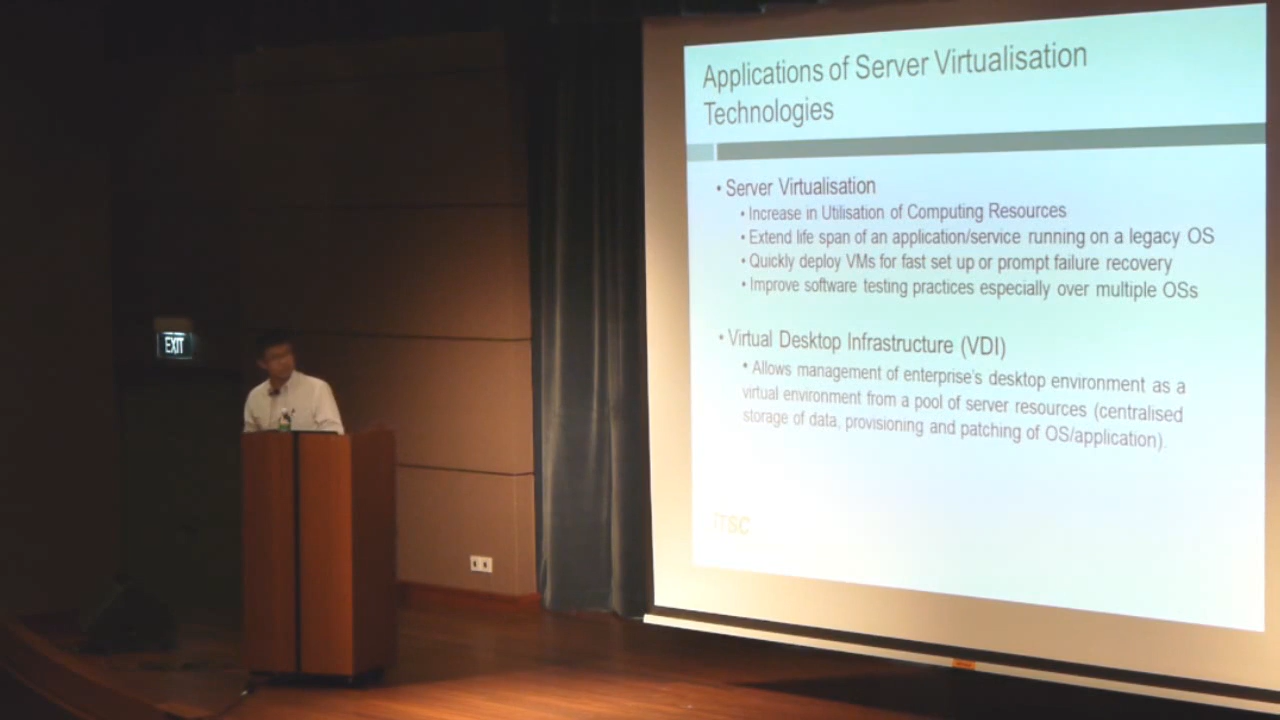 Applications of Server Virtualisation
Technologies
• Server Virtualisation
• Increase in Utilisation of Computing Resources
• Extend life span of an application/service running on a legacy OS
• Quickly deploy VMs for fast set up or prompt failure recovery
• Improve software testing practices especially over multiple OSs
• Virtual Desktop Infrastructure (VDI)
• Allows management of enterprise's desktop environment as a
virtual environment from a pool of server resources (centralised
storage of data, provisioning and patching of OS/application).
iTSC
EXIT